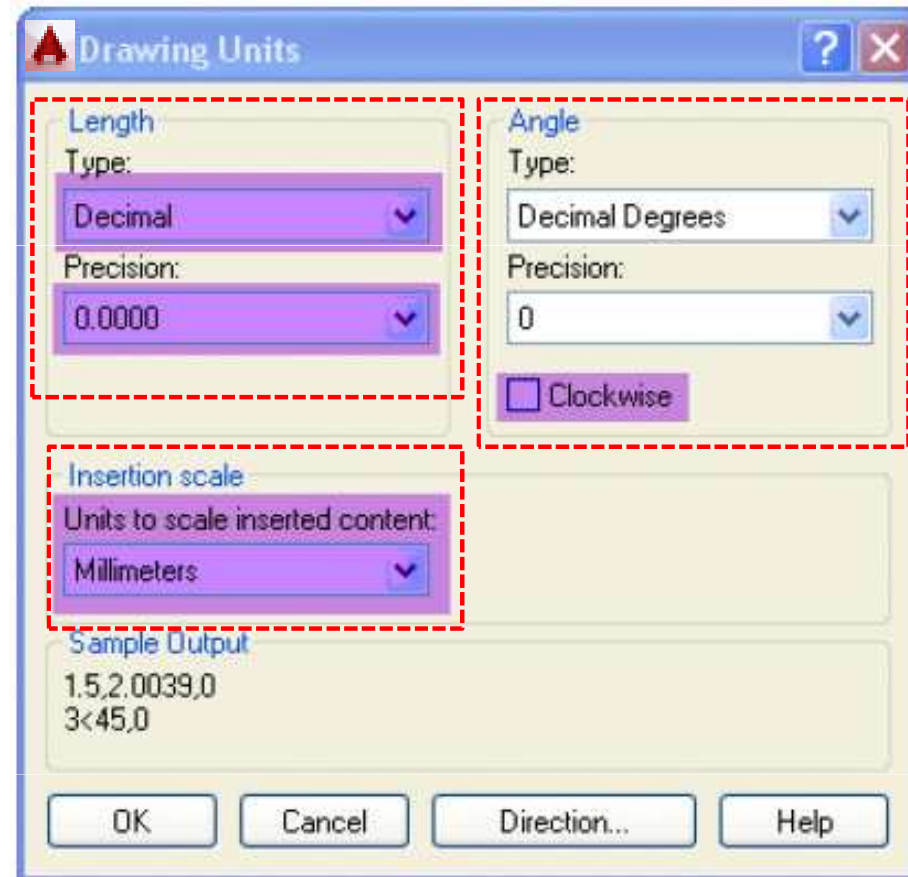 Drawing Units
Length
Type:
Decimal
Precision:
0.0000
Angle
Type:
Decimal Degrees
Precision:
0
Clockwise
Insertion scale
Units to scale inserted content:
Millimeters
Sample Output
1.5,2.0039,0
3<45,0
OK Cancel Direction... Help